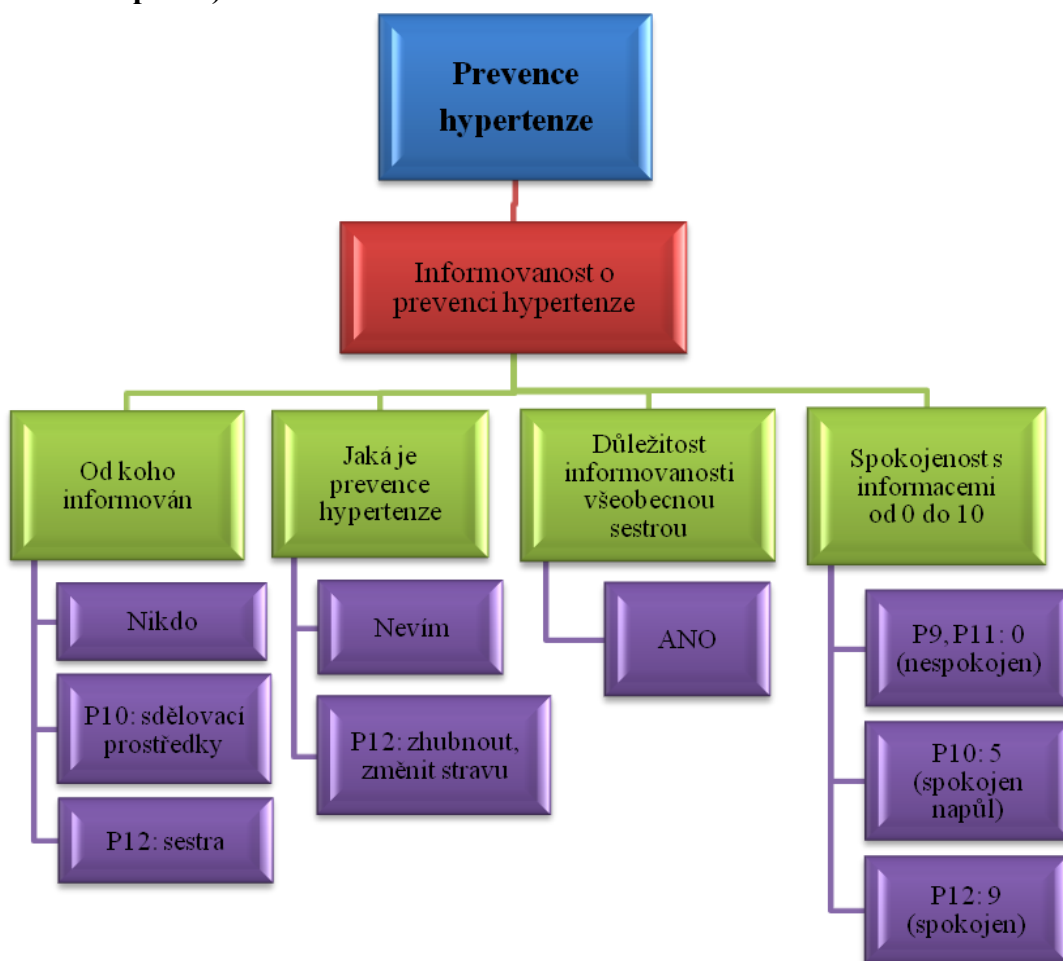 Prevence
hypertenze
Informovanost o
prevenci hypertenze
Od koho
informován
Nikdo
P10: sdělovací
prostředky
P12: sestra
Jaká je
prevence
hypertenze
Nevím
P12: zhubnout,
změnit stravu
Důležitost
informovanosti
všeobecnou
sestrou
ANO
Spokojenost s
informacemi
od 0 do 10
P9, P11: 0
(nespokojen)
P10: 5
(spokojen
napůl)
P12: 9
(spokojen)